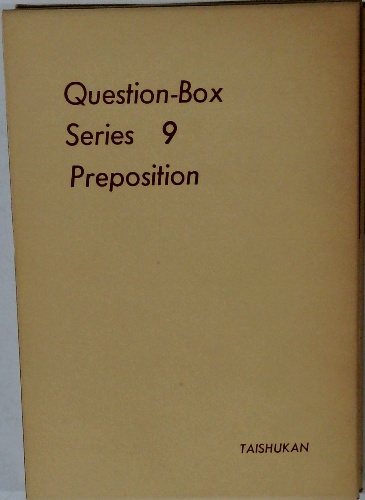 Question-Box
Series 9
Preposition
TAISHUKAN